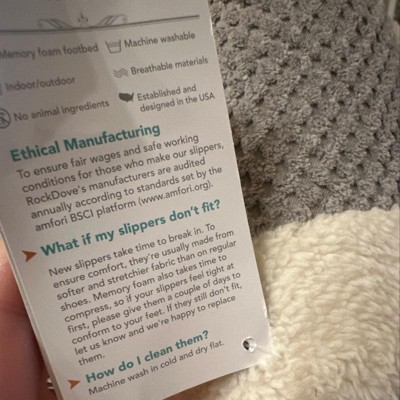 Memory foam footbed
Machine washable
Indoor/outdoor
Breathable materials
No animal ingredients
Established and
designed in the USA
Ethical Manufacturing
To ensure fair wages and safe working
conditions for those who make our slippers,
RockDove's manufacturers are audited
annually according to standards set by the
amfori BSCI platform (www.amfori.org).
What if my slippers don't fit?
New slippers take time to break in. To
ensure comfort, they're usually made from
softer and stretchier fabric than on regular
shoes. Memory foam also takes time to
compress, so if your slippers feel tight at
first, please give them a couple of days to
conform to your feet. If they still don't fit,
let us know and we're happy to replace
them.
How do I clean them?
Machine wash in cold and dry flat.